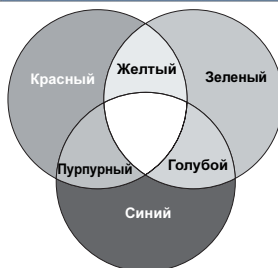 Желтый
Красный
Зеленый
Пурпурный
Голубой
Синий